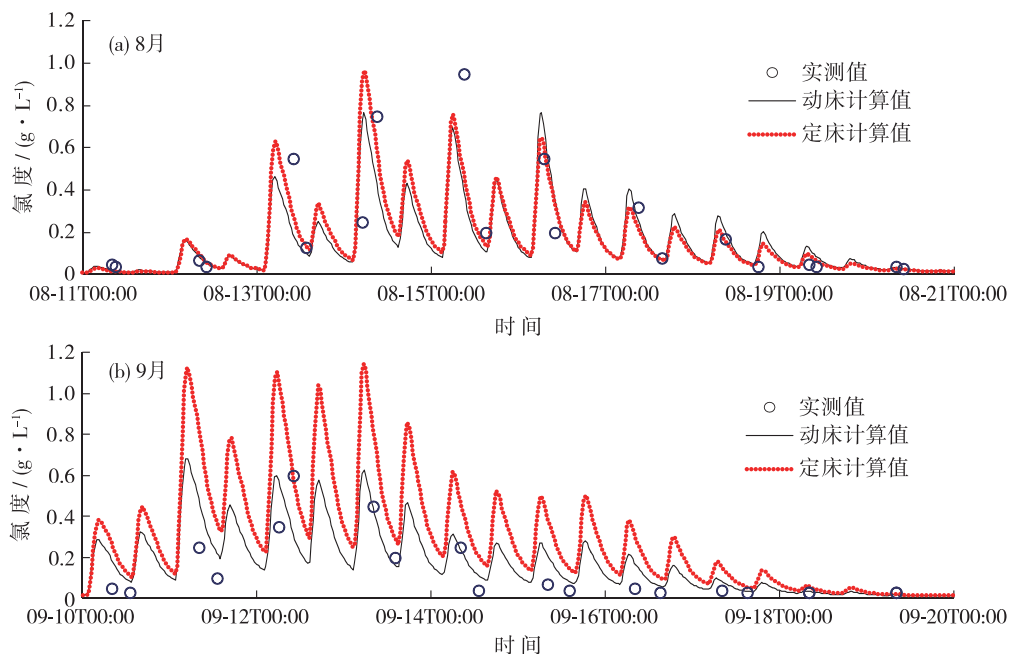 (a) 8月
氯 度 / (g · L⁻¹)
1.2
1.0
0.8
0.6
0.4
0.2
0
实测值
动床计算值
定床计算值
08-11T00:00
08-13T00:00
08-15T00:00
08-17T00:00
08-19T00:00
08-21T00:00
时 间
(b) 9月
氯 度 / (g · L⁻¹)
1.2
1.0
0.8
0.6
0.4
0.2
0
实测值
动床计算值
定床计算值
09-10T00:00
09-12T00:00
09-14T00:00
09-16T00:00
09-18T00:00
09-20T00:00
时 间